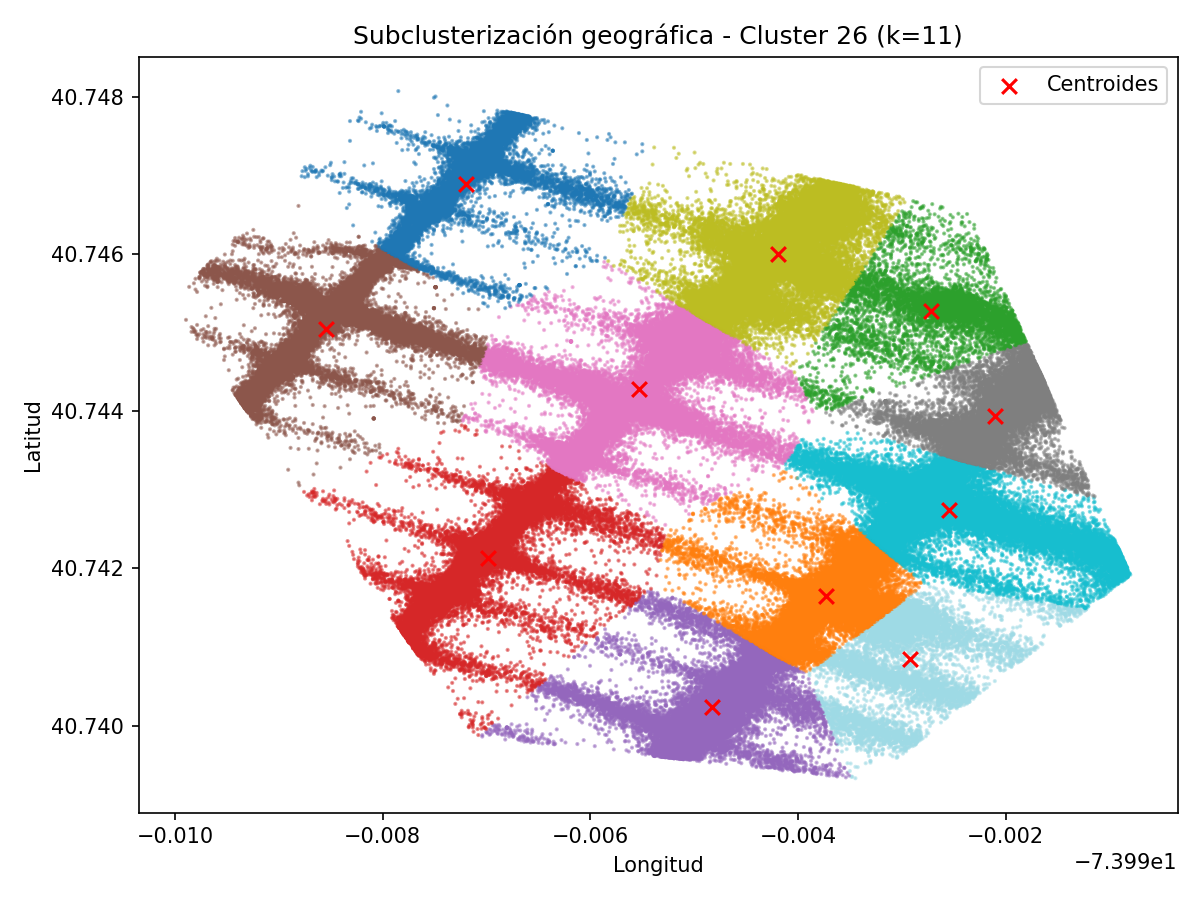 Subclusterización geográfica - Cluster 26 (k=11)
Centroides
40.748
40.746
40.744
40.742
40.740
Latitud
−0.010
−0.008
−0.006
−0.004
−0.002
−7.399e1
Longitud